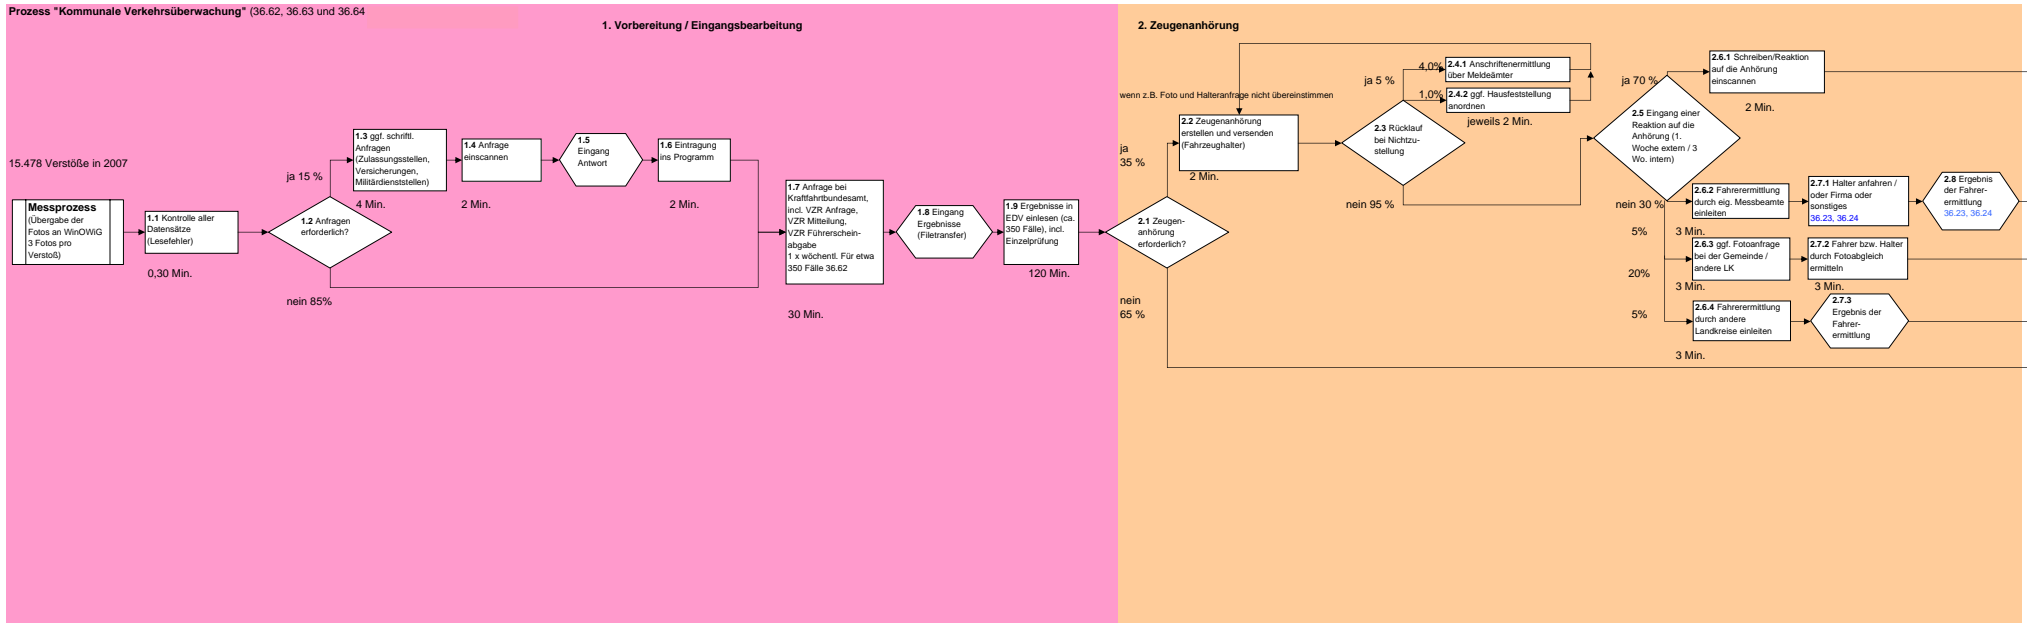 Prozess "Kommunale Verkehrsüberwachung" (36.62, 36.63 und 36.64
1. Vorbereitung / Eingangsbearbeitung
15.478 Verstöße in 2007
Messprozess
(Übergabe der
Fotos an WinOWiG
3 Fotos pro
Verstoß)
1.1 Kontrolle aller
Datensätze
(Lesefehler)
0,30 Min.
1.2 Anfragen
erforderlich?
ja 15 %
nein 85%
1.3 ggf. schriftl.
Anfragen
(Zulassungsstellen,
Versicherungen,
Militärdienststellen)
4 Min.
1.4 Anfrage
einscannen
2 Min.
1.5
Eingang
Antwort
1.6 Eintragung
ins Programm
2 Min.
1.7 Anfrage bei
Kraftfahrtbundesamt,
incl. VZR Anfrage,
VZR Mitteilung,
VZR Führerschein-
abgabe
1 x wöchentl. Für etwa
350 Fälle 36.62
30 Min.
1.8 Eingang
Ergebnisse
(Filetransfer)
1.9 Ergebnisse in
EDV einlesen (ca.
350 Fälle), incl.
Einzelprüfung
120 Min.
2. Zeugenanhörung
wenn z.B. Foto und Halteranfrage nicht übereinstimmen
2.1 Zeugen-
anhörung
erforderlich?
ja
35 %
nein
65 %
2.2 Zeugenanhörung
erstellen und versenden
(Fahrzeughalter)
2 Min.
2.3 Rücklauf
bei Nichtzu-
stellung
ja 5 %
nein 95 %
4,0%
2.4.1 Anschriftenermittlung
über Meldeämter
1,0%
2.4.2 ggf. Hausfeststellung
anordnen
jeweils 2 Min.
2.5 Eingang einer
Reaktion auf die
Anhörung (1.
Woche extern / 3
Wo. intern)
ja 70 %
nein 30 %
2.6.1 Schreiben/Reaktion
auf die Anhörung
einscannen
2 Min.
5%
2.6.2 Fahrerermittlung
durch eig. Messbeamte
einleiten
3 Min.
2.7.1 Halter anfahren /
oder Firma oder
sonstiges
36.23, 36.24
2.8 Ergebnis
der Fahrer-
ermittlung
36.23, 36.24
20%
2.6.3 ggf. Fotoanfrage
bei der Gemeinde /
andere LK
3 Min.
2.7.2 Fahrer bzw. Halter
durch Fotoabgleich
ermitteln
3 Min.
5%
2.6.4 Fahrerermittlung
durch andere
Landkreise einleiten
3 Min.
2.7.3
Ergebnis der
Fahrer-
ermittlung